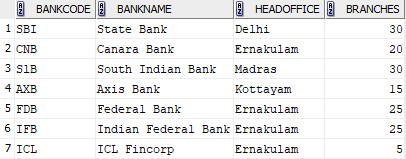 BANKCODE BANKNAME HEADOFFICE BRANCHES
1 SBI State Bank Delhi 30
2 CNB Canara Bank Ernakulam 20
3 SlB South Indian Bank Madras 30
4 AXB Axis Bank Kottayam 15
5 FDB Federal Bank Ernakulam 25
6 IFB Indian Federal Bank Ernakulam 25
7 ICL ICL Fincorp Ernakulam 5